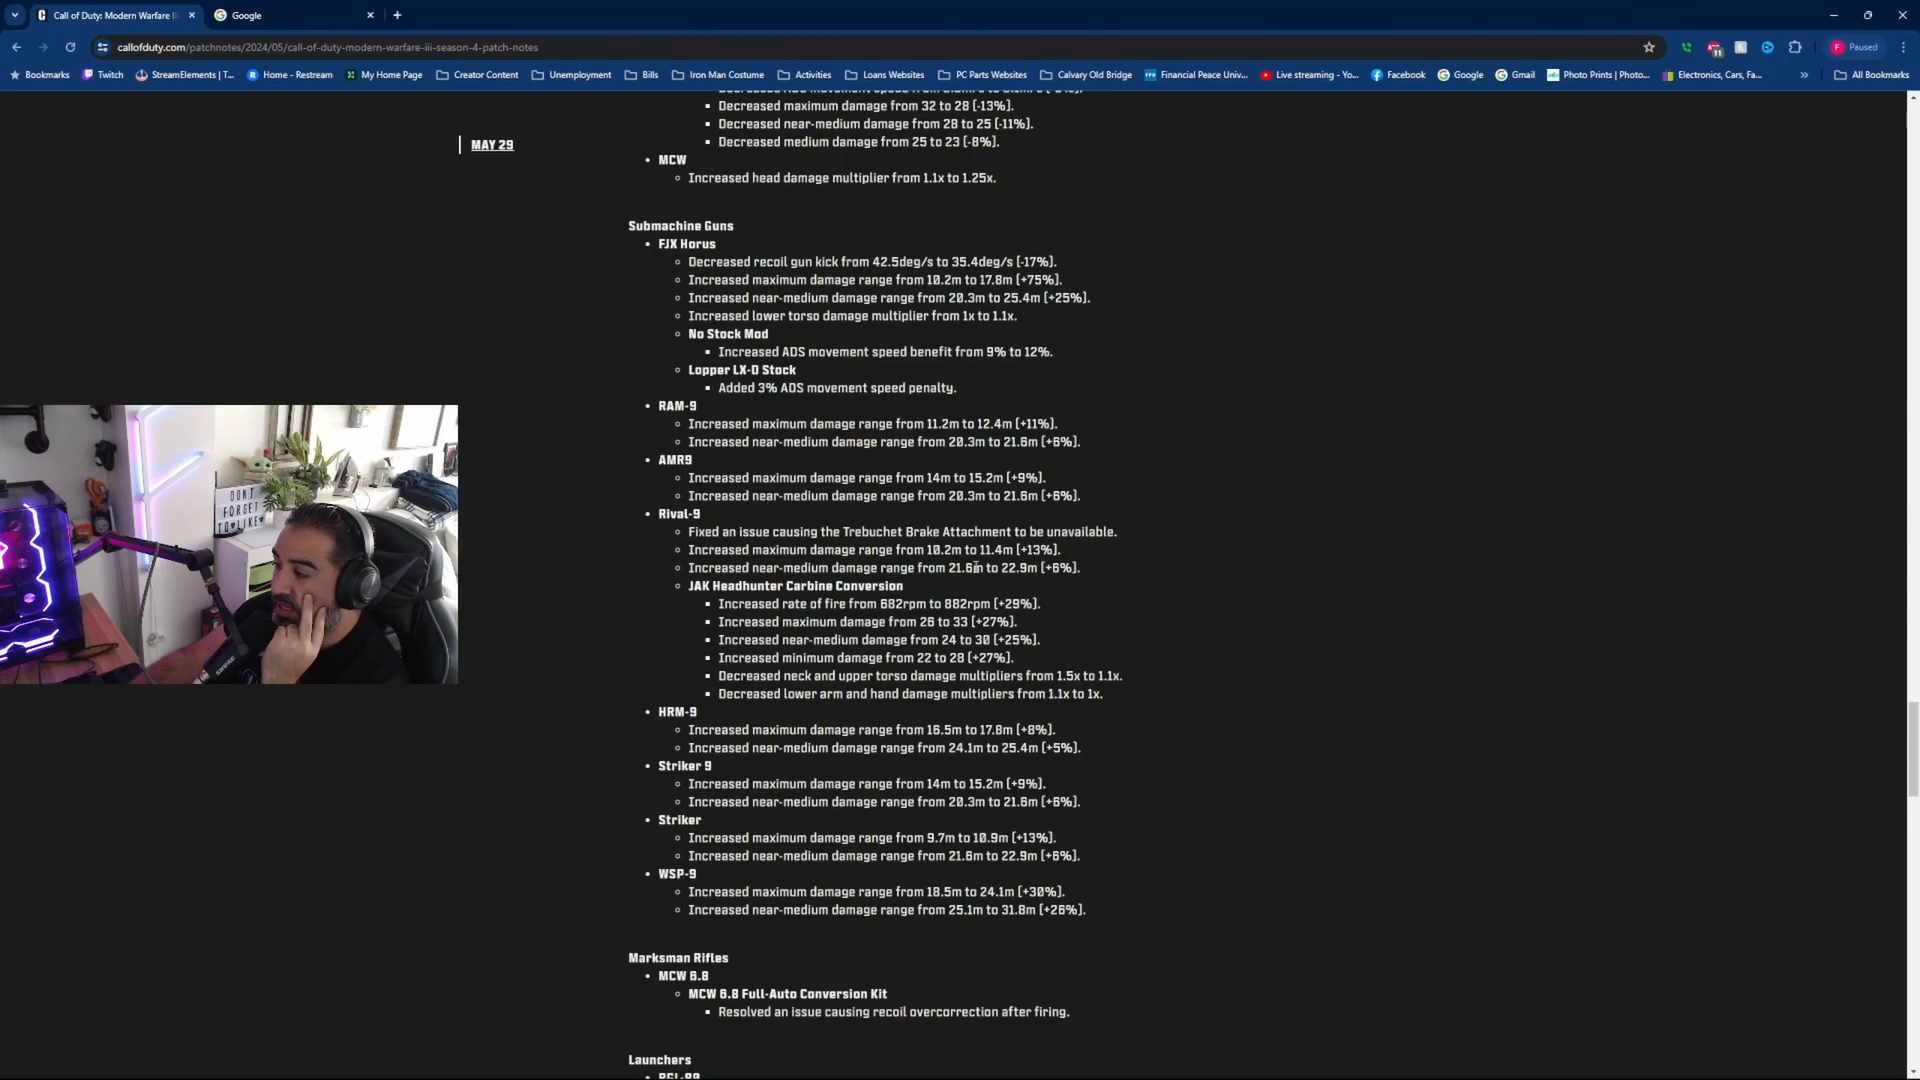 Call of Duty: Modern Warfare II
Google
callofduty.com/patchnotes/2024/05/call-of-duty-modern-warfare-iii-season-4-patch-notes
11
F Paused
Bookmarks
Twitch
StreamElements | T...
Home - Restream
My Home Page
Creator Content
Unemployment
Bills
Iron Man Costume
Activities
Loans Websites
PC Parts Websites
Calvary Old Bridge
Financial Peace Univ...
Live streaming - Yo...
Facebook
Google
Gmail
Photo Prints | Photo...
Electronics, Cars, Fa...
All Bookmarks
MAY 29
Decreased maximum damage from 32 to 28 (-13%).
Decreased near-medium damage from 28 to 25 (-11%).
Decreased medium damage from 25 to 23 (-8%).
MCW
Increased head damage multiplier from 1.1x to 1.25x.
Submachine Guns
FJX Horus
Decreased recoil gun kick from 42.5deg/s to 35.4deg/s (-17%).
Increased maximum damage range from 10.2m to 17.8m (+75%).
Increased near-medium damage range from 20.3m to 25.4m (+25%).
Increased lower torso damage multiplier from 1x to 1.1x.
No Stock Mod
Increased ADS movement speed benefit from 9% to 12%.
Lopper LX-D Stock
Added 3% ADS movement speed penalty.
RAM-9
Increased maximum damage range from 11.2m to 12.4m (+11%).
Increased near-medium damage range from 20.3m to 21.6m (+6%).
AMR9
Increased maximum damage range from 14m to 15.2m (+9%).
Increased near-medium damage range from 20.3m to 21.6m (+6%).
Rival-9
Fixed an issue causing the Trebuchet Brake Attachment to be unavailable.
Increased maximum damage range from 10.2m to 11.4m (+13%).
Increased near-medium damage range from 21.6m to 22.9m (+6%).
JAK Headhunter Carbine Conversion
Increased rate of fire from 682rpm to 882rpm (+29%).
Increased maximum damage from 26 to 33 (+27%).
Increased near-medium damage from 24 to 30 (+25%).
Increased minimum damage from 22 to 28 (+27%).
Decreased neck and upper torso damage multipliers from 1.5x to 1.1x.
Decreased lower arm and hand damage multipliers from 1.1x to 1x.
HRM-9
Increased maximum damage range from 16.5m to 17.8m (+8%).
Increased near-medium damage range from 24.1m to 25.4m (+5%).
Striker 9
Increased maximum damage range from 14m to 15.2m (+9%).
Increased near-medium damage range from 20.3m to 21.6m (+6%).
Striker
Increased maximum damage range from 9.7m to 10.9m (+13%).
Increased near-medium damage range from 21.6m to 22.9m (+6%).
WSP-9
Increased maximum damage range from 18.5m to 24.1m (+30%).
Increased near-medium damage range from 25.1m to 31.8m (+26%).
Marksman Rifles
MCW 6.8
MCW 6.8 Full-Auto Conversion Kit
Resolved an issue causing recoil overcorrection after firing.
Launchers
RGL-80
DON'T
FORGET
TO LIKE
SHURE